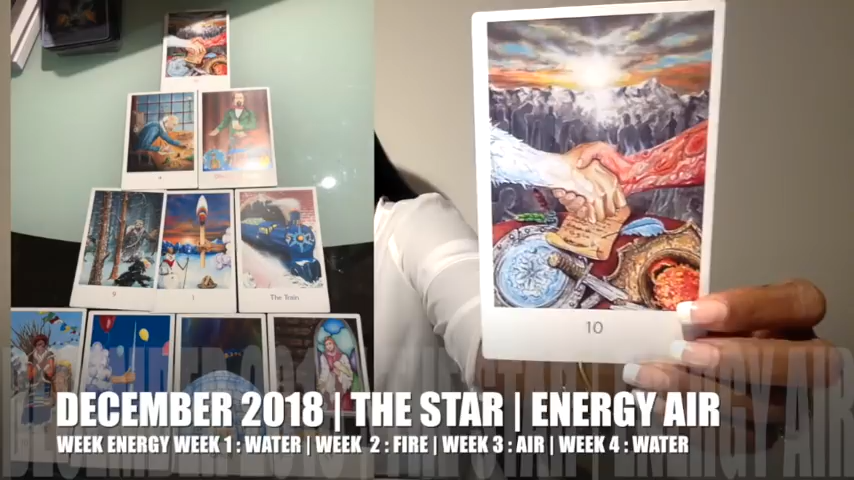 9
1
The Train
10
DECEMBER 2018 | THE STAR | ENERGY AIR
WEEK ENERGY WEEK 1 : WATER | WEEK 2 : FIRE | WEEK 3 : AIR | WEEK 4 : WATER